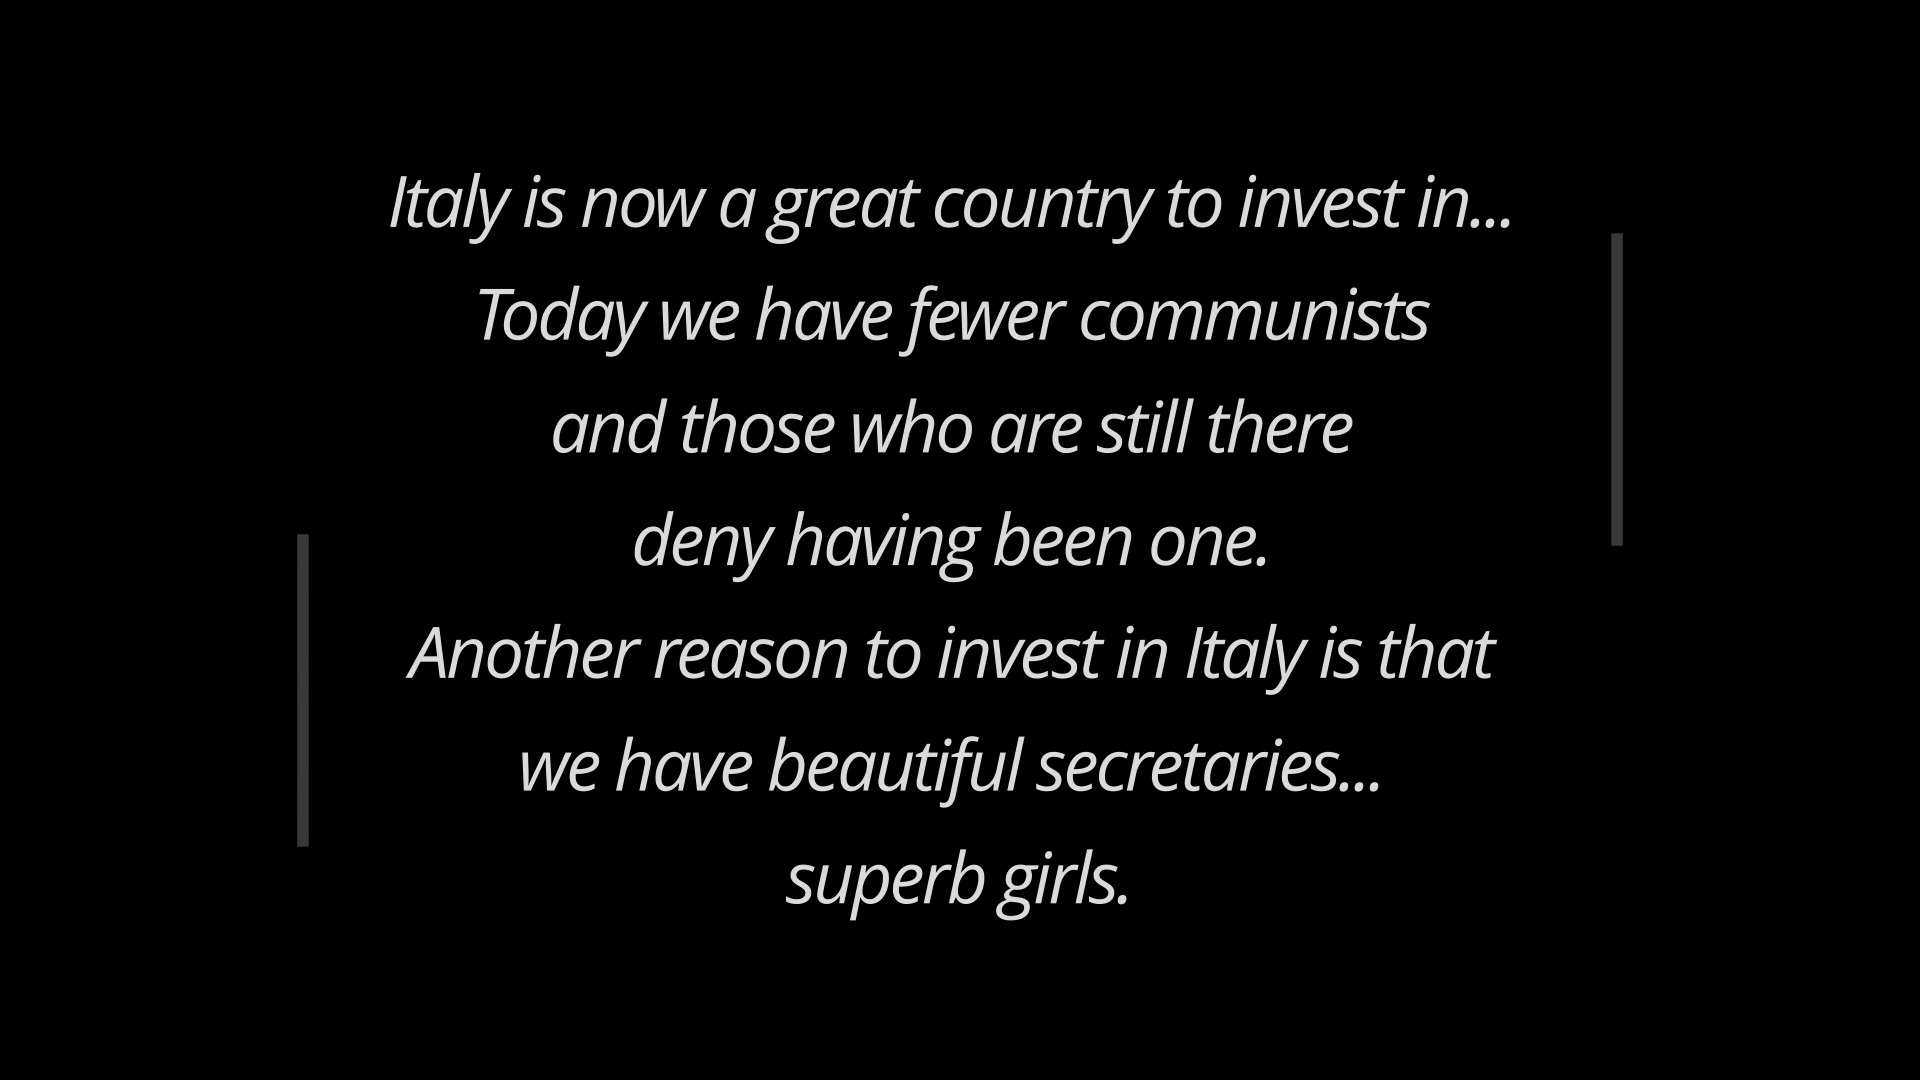 Italy is now a great country to invest in...
Today we have fewer communists
and those who are still there
deny having been one.
Another reason to invest in Italy is that
we have beautiful secretaries...
superb girls.